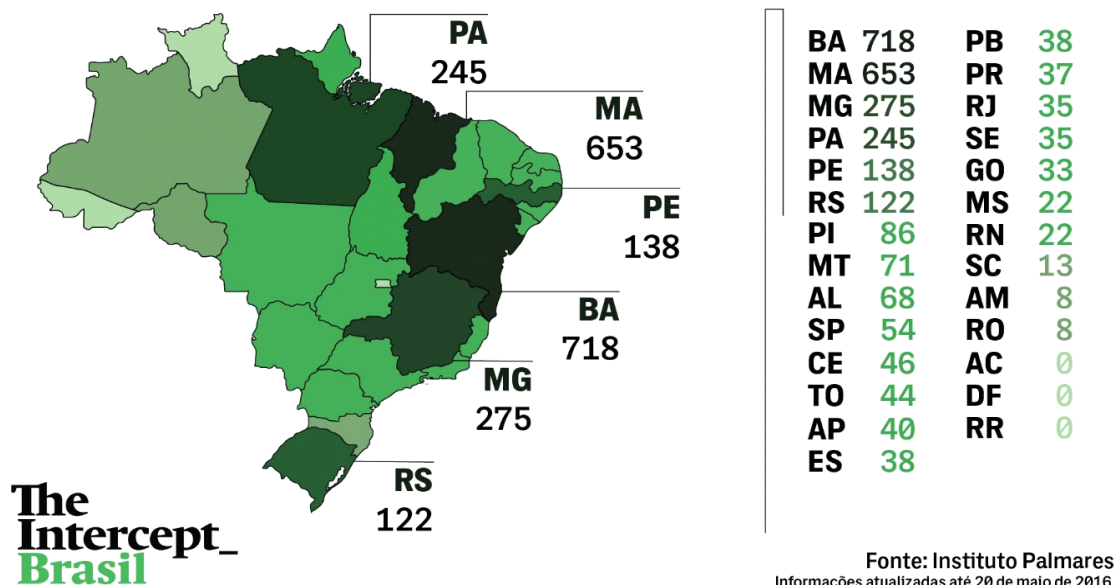 PA
245
MA
653
PE
138
BA
718
MG
275
RS
122
BA 718
MA 653
MG 275
PA 245
PE 138
RS 122
PI 86
MT 71
AL 68
SP 54
CE 46
TO 44
AP 40
ES 38
PB 38
PR 37
RJ 35
SE 35
GO 33
MS 22
RN 22
SC 13
AM 8
RO 8
AC 0
DF 0
RR 0
The
Intercept_
Brasil
Fonte: Instituto Palmares
Informações atualizadas até 20 de maio de 2016